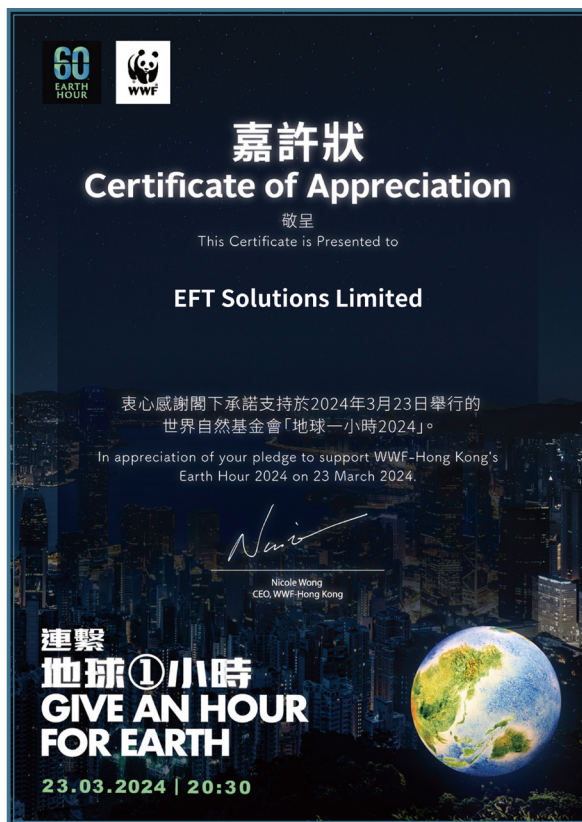 60
EARTH
HOUR
WWF
嘉許狀
Certificate of Appreciation
敬呈
This Certificate is Presented to
EFT Solutions Limited
衷心感謝閣下承諾支持於2024年3月23日舉行的
世界自然基金會「地球一小時2024」。
In appreciation of your pledge to support WWF-Hong Kong's
Earth Hour 2024 on 23 March 2024.
Nicole Wong
CEO, WWF-Hong Kong
連繫
地球①小時
GIVE AN HOUR
FOR EARTH
23.03.2024 | 20:30